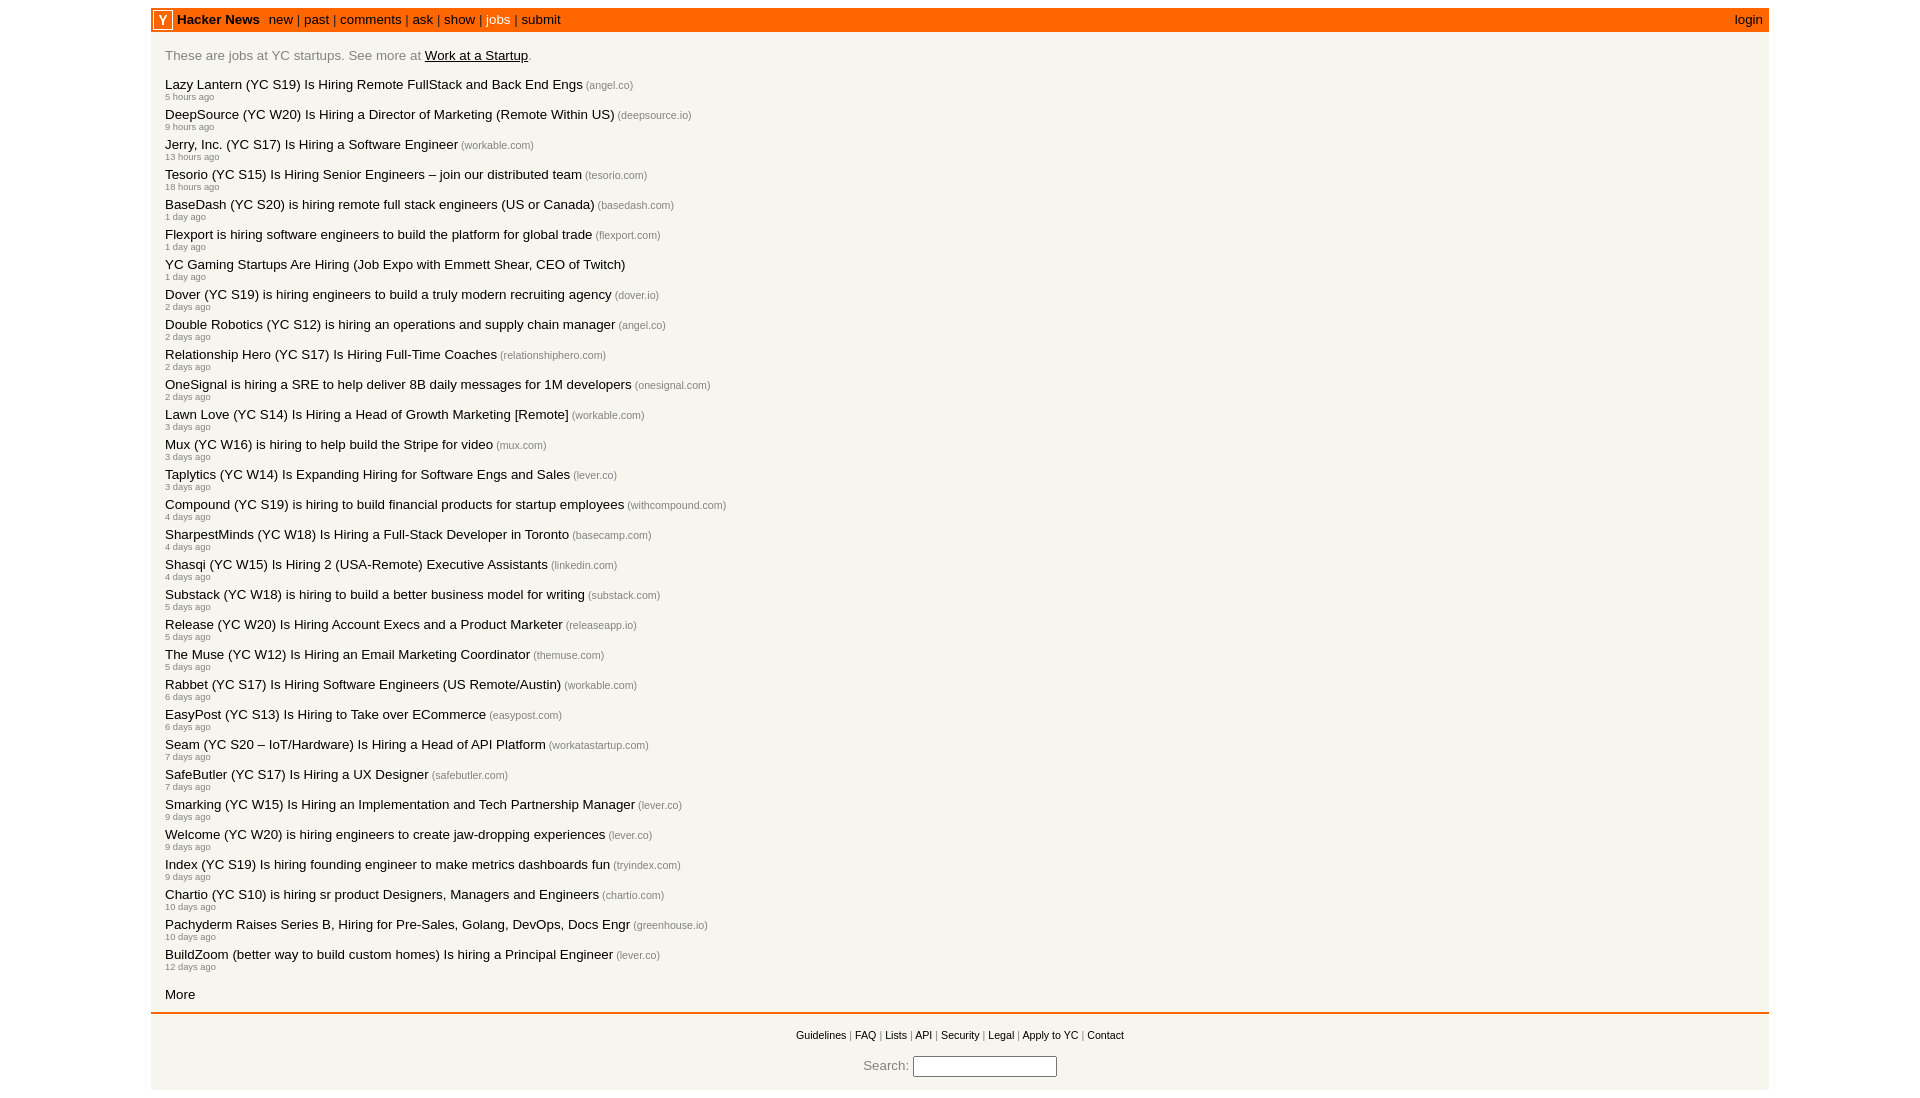 Y Hacker News new | past | comments | ask | show | jobs | submit login
These are jobs at YC startups. See more at Work at a Startup.
Lazy Lantern (YC S19) Is Hiring Remote FullStack and Back End Engs (angel.co)
5 hours ago
DeepSource (YC W20) Is Hiring a Director of Marketing (Remote Within US) (deepsource.io)
9 hours ago
Jerry, Inc. (YC S17) Is Hiring a Software Engineer (workable.com)
13 hours ago
Tesorio (YC S15) Is Hiring Senior Engineers – join our distributed team (tesorio.com)
18 hours ago
BaseDash (YC S20) is hiring remote full stack engineers (US or Canada) (basedash.com)
1 day ago
Flexport is hiring software engineers to build the platform for global trade (flexport.com)
1 day ago
YC Gaming Startups Are Hiring (Job Expo with Emmett Shear, CEO of Twitch)
1 day ago
Dover (YC S19) is hiring engineers to build a truly modern recruiting agency (dover.io)
2 days ago
Double Robotics (YC S12) is hiring an operations and supply chain manager (angel.co)
2 days ago
Relationship Hero (YC S17) Is Hiring Full-Time Coaches (relationshiphero.com)
2 days ago
OneSignal is hiring a SRE to help deliver 8B daily messages for 1M developers (onesignal.com)
2 days ago
Lawn Love (YC S14) Is Hiring a Head of Growth Marketing [Remote] (workable.com)
3 days ago
Mux (YC W16) is hiring to help build the Stripe for video (mux.com)
3 days ago
Taplytics (YC W14) Is Expanding Hiring for Software Engs and Sales (lever.co)
3 days ago
Compound (YC S19) is hiring to build financial products for startup employees (withcompound.com)
4 days ago
SharpestMinds (YC W18) Is Hiring a Full-Stack Developer in Toronto (basecamp.com)
4 days ago
Shasqi (YC W15) Is Hiring 2 (USA-Remote) Executive Assistants (linkedin.com)
4 days ago
Substack (YC W18) is hiring to build a better business model for writing (substack.com)
5 days ago
Release (YC W20) Is Hiring Account Execs and a Product Marketer (releaseapp.io)
5 days ago
The Muse (YC W12) Is Hiring an Email Marketing Coordinator (themuse.com)
5 days ago
Rabbet (YC S17) Is Hiring Software Engineers (US Remote/Austin) (workable.com)
6 days ago
EasyPost (YC S13) Is Hiring to Take over ECommerce (easypost.com)
6 days ago
Seam (YC S20 – IoT/Hardware) Is Hiring a Head of API Platform (workatastartup.com)
7 days ago
SafeButler (YC S17) Is Hiring a UX Designer (safebutler.com)
7 days ago
Smarking (YC W15) Is Hiring an Implementation and Tech Partnership Manager (lever.co)
9 days ago
Welcome (YC W20) is hiring engineers to create jaw-dropping experiences (lever.co)
9 days ago
Index (YC S19) Is hiring founding engineer to make metrics dashboards fun (tryindex.com)
9 days ago
Chartio (YC S10) is hiring sr product Designers, Managers and Engineers (chartio.com)
10 days ago
Pachyderm Raises Series B, Hiring for Pre-Sales, Golang, DevOps, Docs Engr (greenhouse.io)
10 days ago
BuildZoom (better way to build custom homes) Is hiring a Principal Engineer (lever.co)
12 days ago
More
Guidelines | FAQ | Lists | API | Security | Legal | Apply to YC | Contact
Search: